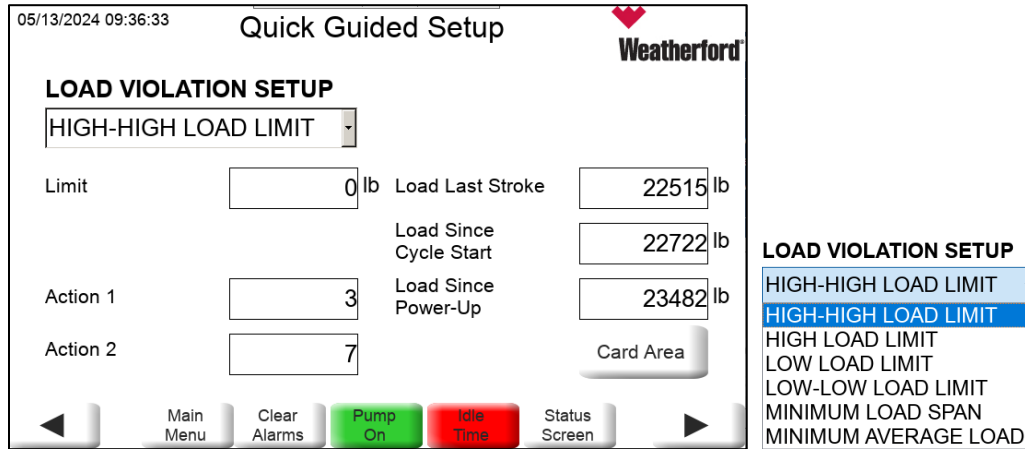 05/13/2024 09:36:33
Quick Guided Setup
Weatherford
LOAD VIOLATION SETUP
HIGH-HIGH LOAD LIMIT
Limit 0 lb Load Last Stroke 22515 lb
Load Since
Cycle Start 22722 lb
Action 1 3 Load Since
Power-Up 23482 lb
Action 2 7 Card Area
Main Menu Clear Alarms Pump On Idle Time Status Screen
LOAD VIOLATION SETUP
HIGH-HIGH LOAD LIMIT
HIGH-HIGH LOAD LIMIT
HIGH LOAD LIMIT
LOW LOAD LIMIT
LOW-LOW LOAD LIMIT
MINIMUM LOAD SPAN
MINIMUM AVERAGE LOAD